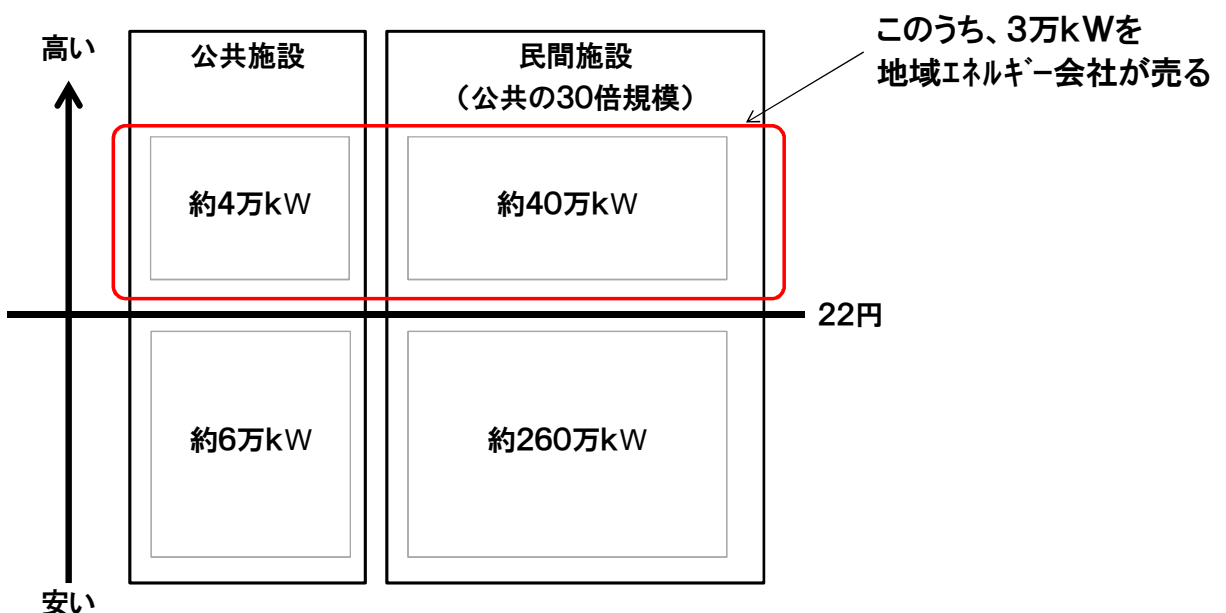 高い
公共施設
民間施設
（公共の30倍規模）
このうち、3万kWを
地域ｴﾈﾙｷﾞｰ会社が売る
約4万kW
約40万kW
22円
約6万kW
約260万kW
安い